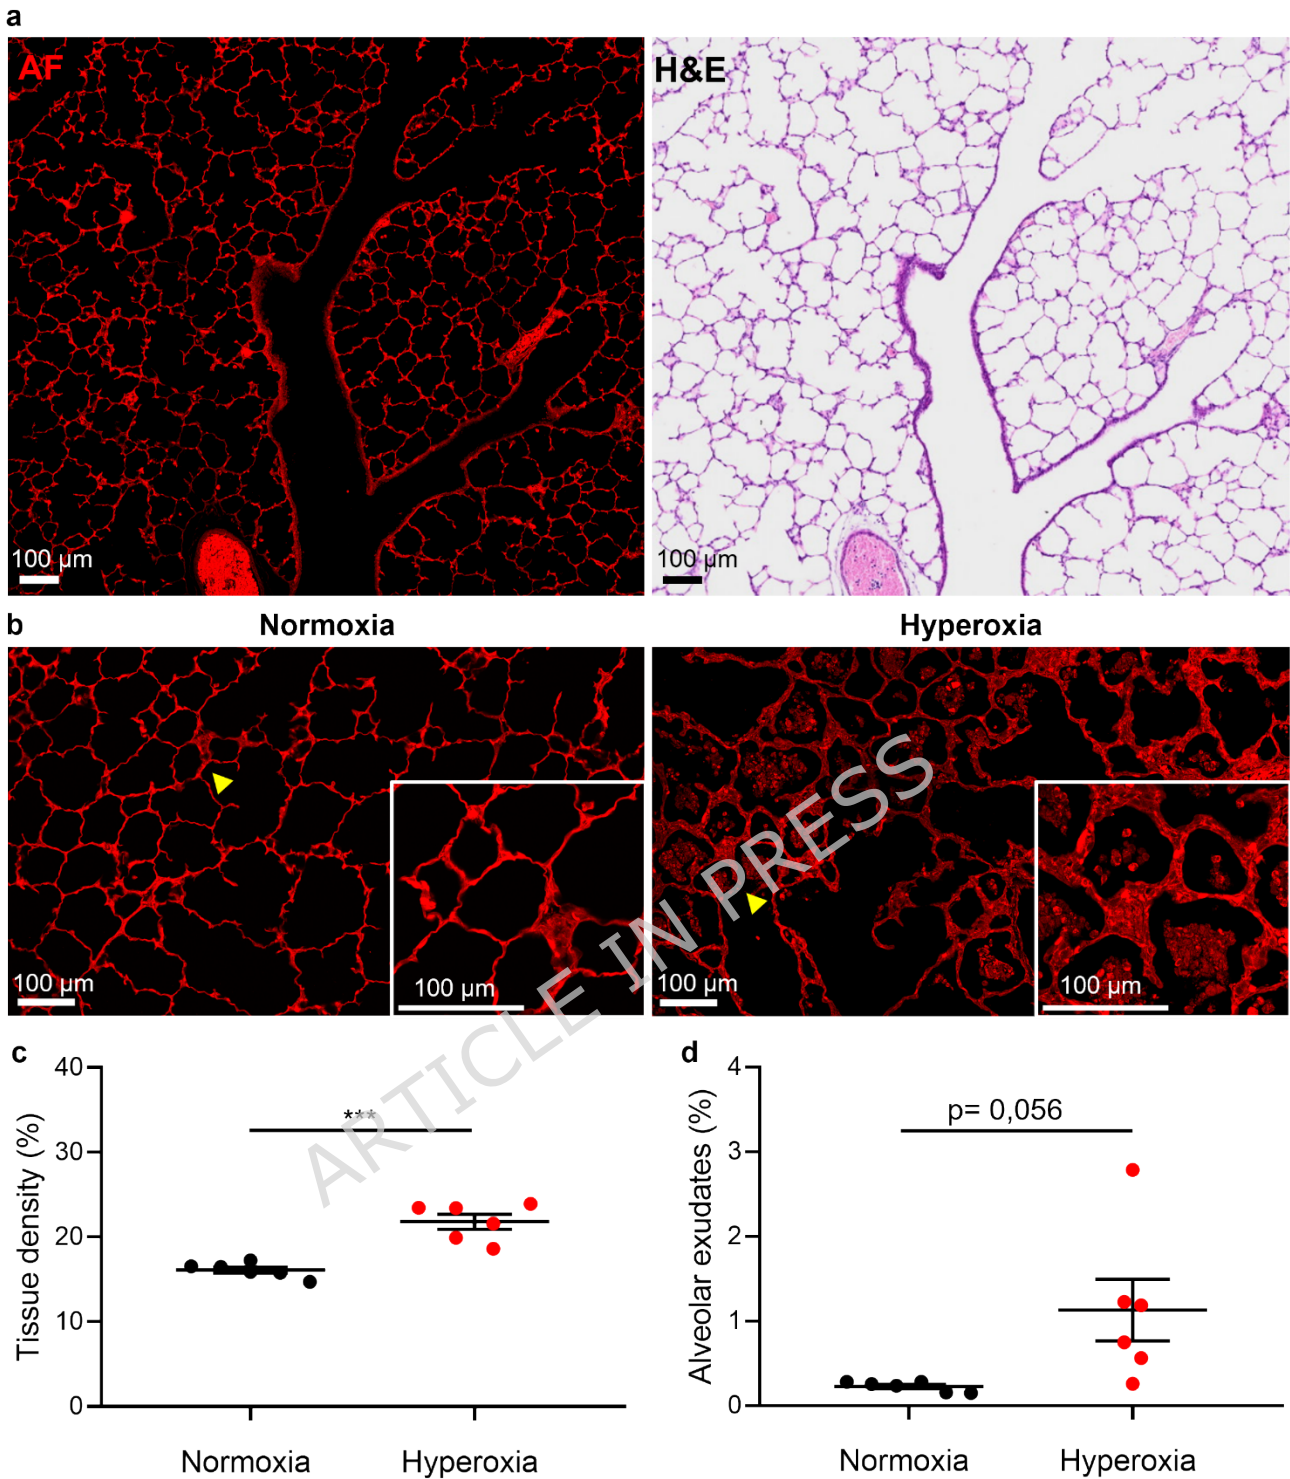 a
AF
H&E
100 µm
100 µm
b
Normoxia
Hyperoxia
100 µm
100 µm
100 µm
100 µm
ARTICLE IN PRESS
c
d
Tissue density (%)
40
30
20
10
0
***
Normoxia
Hyperoxia
Alveolar exudates (%)
4
3
2
1
0
p= 0,056
Normoxia
Hyperoxia